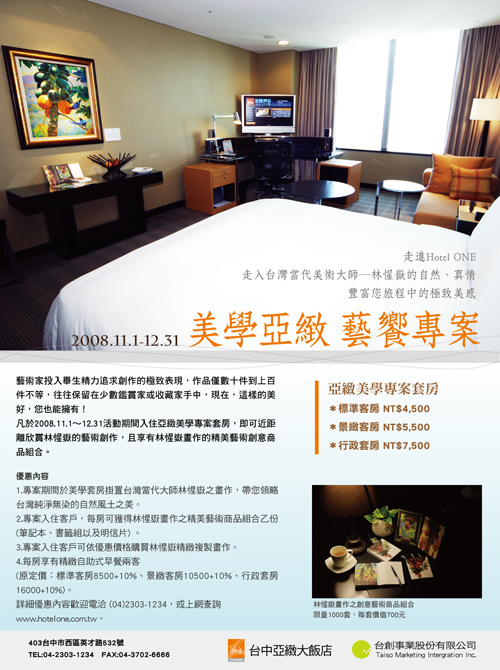 走進Hotel ONE
走入台灣當代美術大師─林惺嶽的自然、真情
豐富您旅程中的極致美感
2008.11.1-12.31 美學亞緻 藝饗專案
藝術家投入畢生精力追求創作的極致表現，作品僅數十件到上百
件不等，往往保留在少數鑑賞家或收藏家手中，現在，這樣的美
好，您也能擁有！
凡於2008.11.1～12.31活動期間入住亞緻美學專案套房，即可近距
離欣賞林惺嶽的藝術創作，且享有林惺嶽畫作的精美藝術創意商
品組合。
亞緻美學專案套房
＊標準客房 NT$4,500
＊景緻客房 NT$5,500
＊行政套房 NT$7,500
優惠內容
1.專案期間於美學套房掛置台灣當代大師林惺嶽之畫作，帶您領略
台灣純淨無染的自然風土之美。
2.專案入住客戶，每房可獲得林惺嶽畫作之精美藝術商品組合乙份
(筆記本、書籤組以及明信片) 。
3.專案入住客戶可依優惠價格購買林惺嶽精緻複製畫作。
4.每房享有精緻自助式早餐兩客
(原定價：標準客房8500+10%、景緻客房10500+10%、行政套房
16000+10%)。
詳細優惠內容歡迎電洽 (04)2303-1234，或上網查詢
www.hotelone.com.tw。
林惺嶽畫作之創意藝術商品組合
限量1000套，每套價值700元
403台中市西區英才路532號
TEL:04-2303-1234 FAX:04-3702-6666
ONE 台中亞緻大飯店
台創事業股份有限公司
Taiso Marketing Intergration Inc.